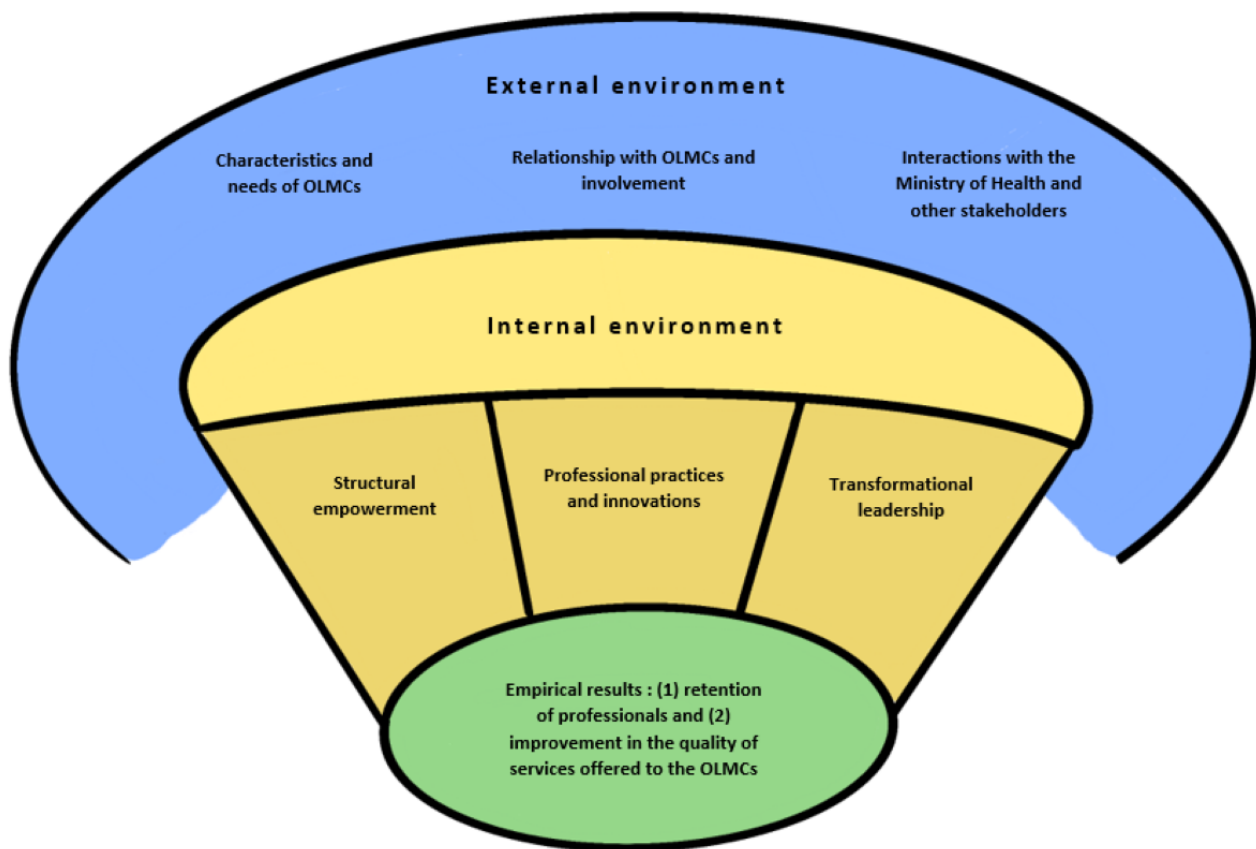 External environment
Characteristics and
needs of OLMCs
Relationship with OLMCs and
involvement
Interactions with the
Ministry of Health and
other stakeholders
Internal environment
Structural
empowerment
Professional practices
and innovations
Transformational
leadership
Empirical results : (1) retention
of professionals and (2)
improvement in the quality of
services offered to the OLMCs